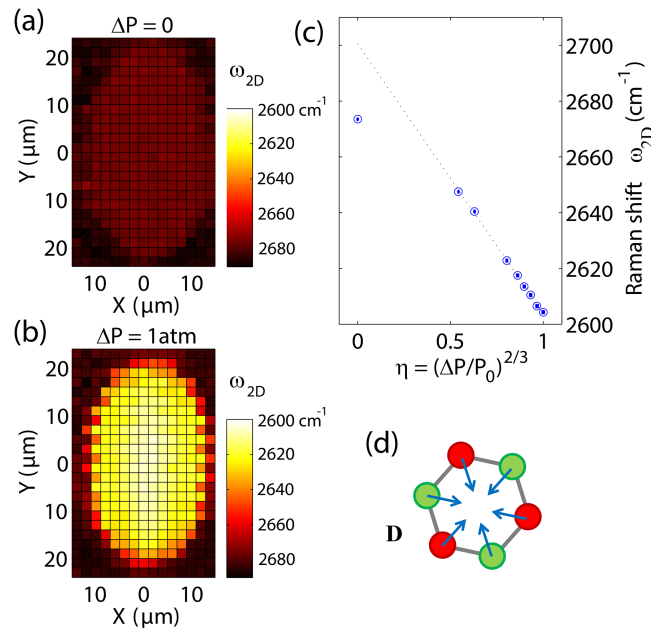 (a)
ΔP = 0
ω2D
20
10
0
10
20
Y (µm)
10 0 10
X (µm)
2600 cm-1
2620
2640
2660
2680
(b)
ΔP = 1atm
ω2D
20
10
0
10
20
Y (µm)
10 0 10
X (µm)
2600 cm-1
2620
2640
2660
2680
(c)
2700
2680
2660
2640
2620
2600
Raman shift ω2D (cm-1)
0 0.5 1
η = (ΔP/P0)2/3
(d)
D